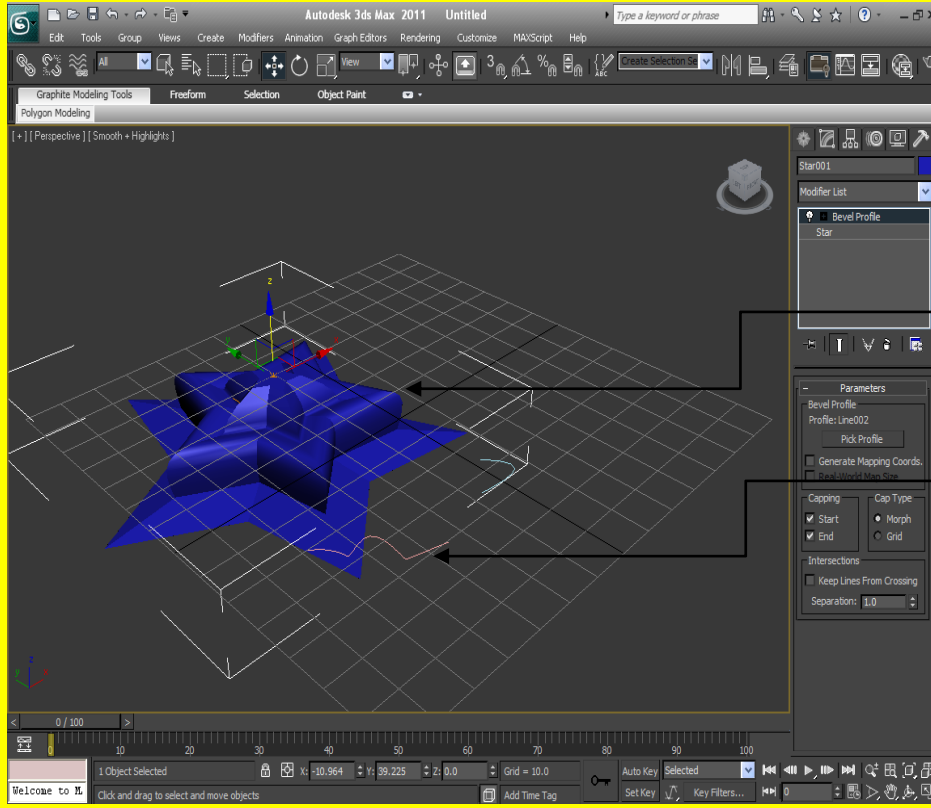 Autodesk 3ds Max 2011 Untitled
Type a keyword or phrase
Edit Tools Group Views Create Modifiers Animation Graph Editors Rendering Customize MAXScript Help
All View Create Selection Se
Graphite Modeling Tools Freeform Selection Object Paint
Polygon Modeling
[ + ] [ Perspective ] [ Smooth + Highlights ]
Star001
Modifier List
Bevel Profile
Star
z
y
Parameters
Bevel Profile
Profile: Line002
Pick Profile
Generate Mapping Coords.
Real-World Map Size
Capping Cap Type
Start Morph
End Grid
Intersections
Keep Lines From Crossing
Separation: 1.0
z
y x
< 0 / 100 >
0 10 20 30 40 50 60 70 80 90 100
1 Object Selected X: -10.964 Y: 39.225 Z: 0.0 Grid = 10.0 Auto Key Selected
Welcome to M Click and drag to select and move objects Add Time Tag Set Key Key Filters... 0